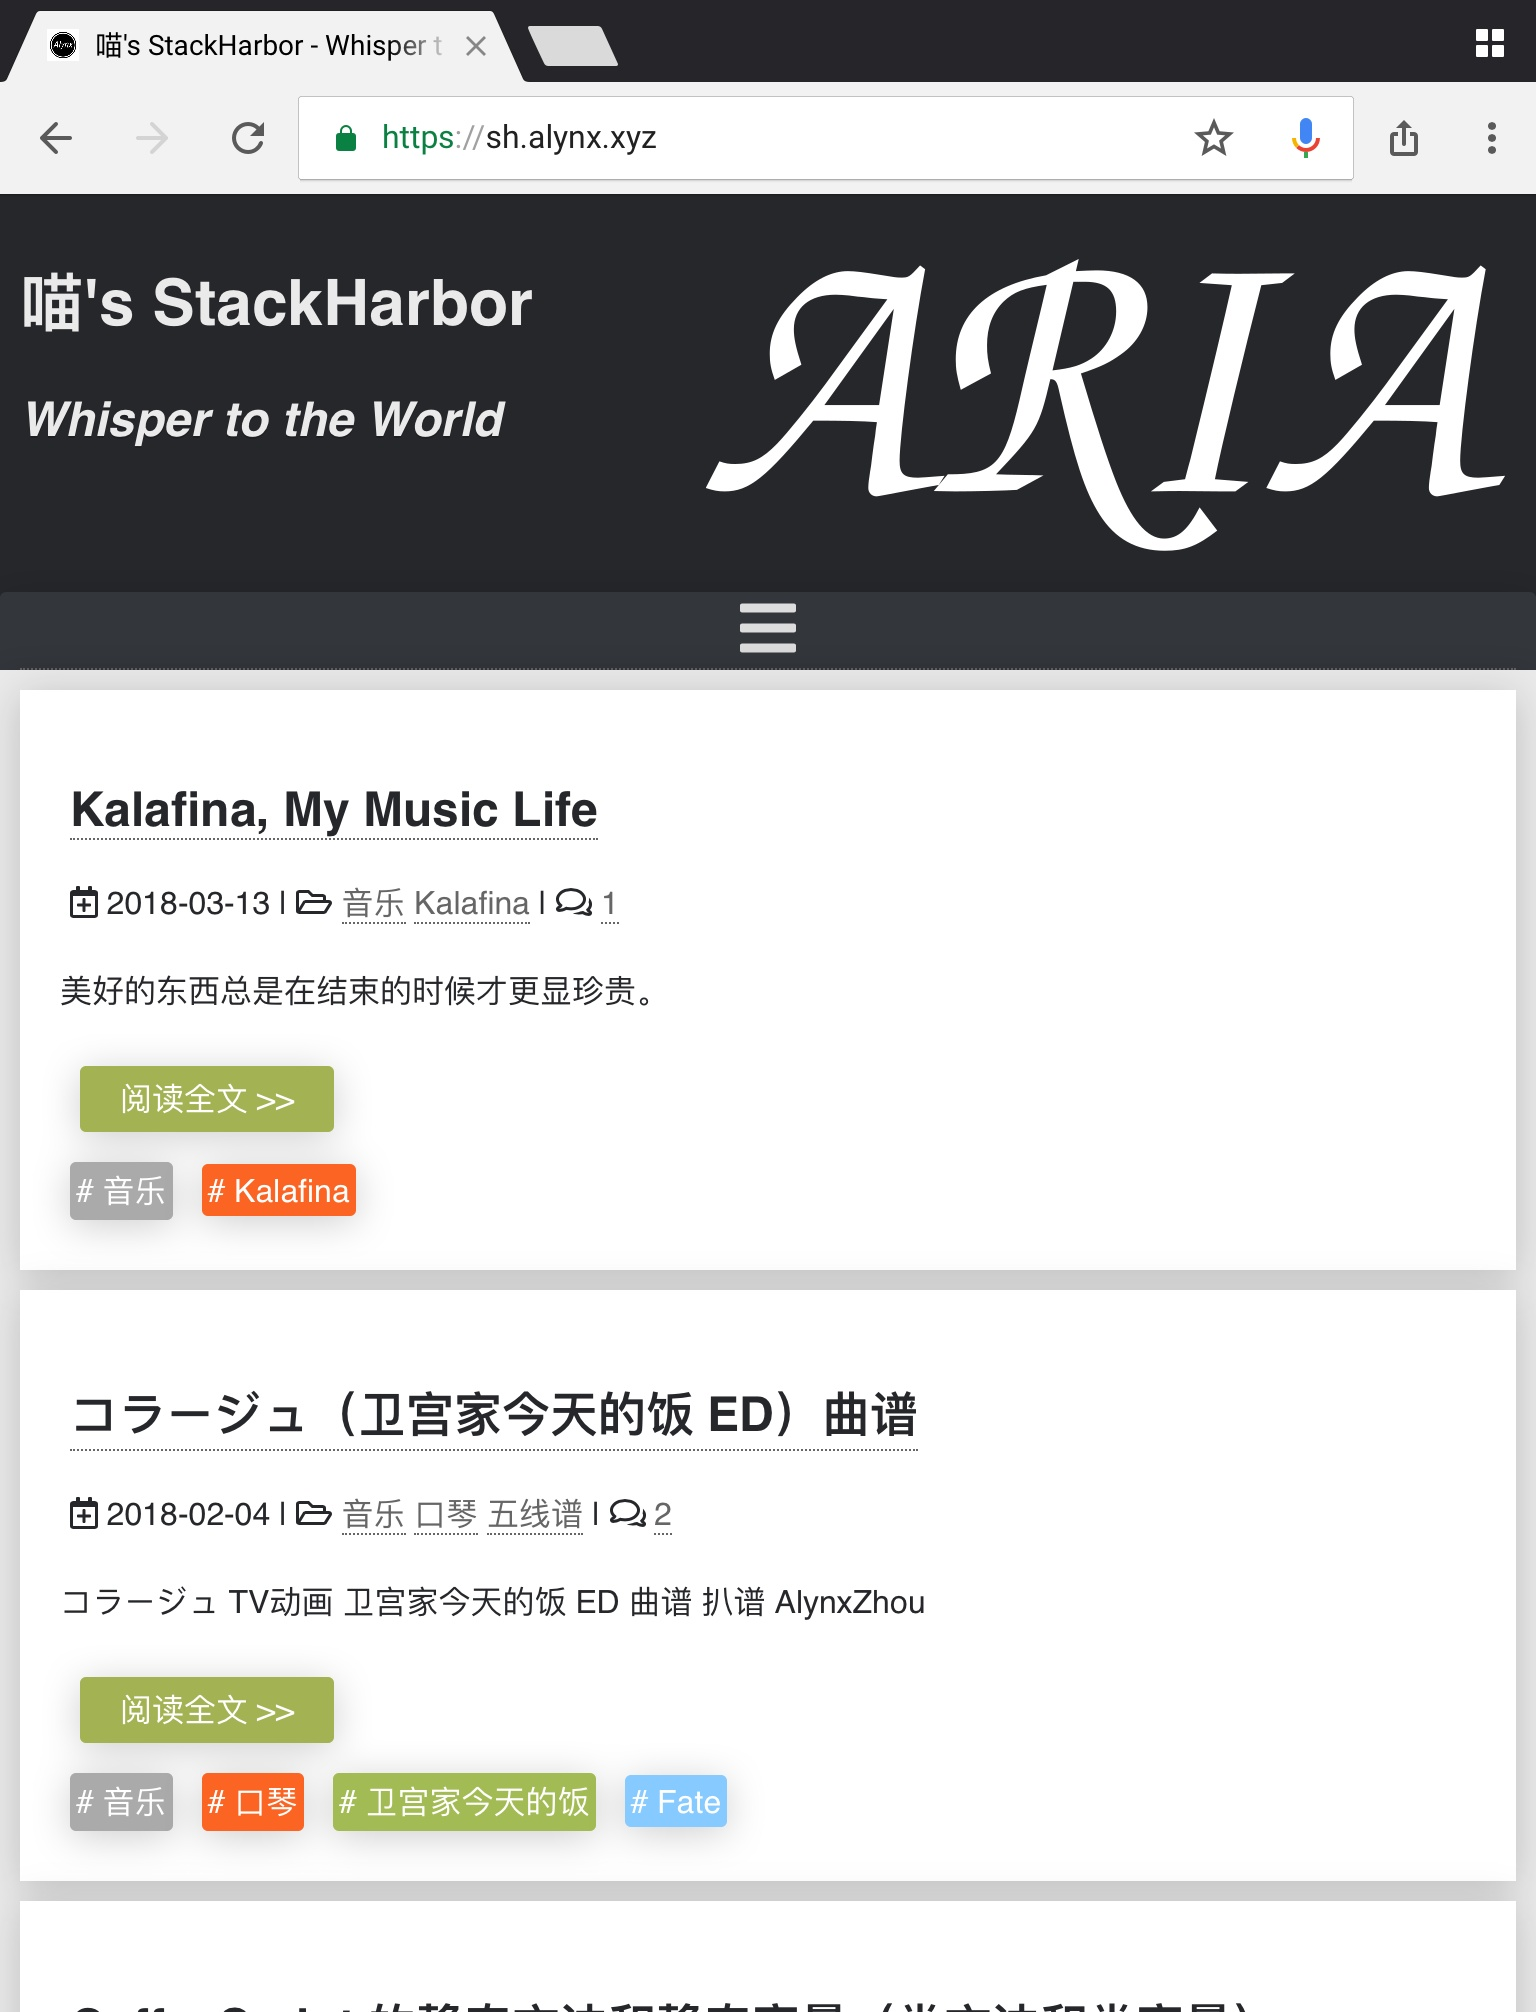 喵's StackHarbor - Whisper t
https://sh.alynx.xyz
喵's StackHarbor
Whisper to the World
ARIA
Kalafina, My Music Life
2018-03-13 | 音乐 Kalafina | 1
美好的东西总是在结束的时候才更显珍贵。
阅读全文 >>
# 音乐 # Kalafina
コラージュ（卫宫家今天的饭 ED）曲谱
2018-02-04 | 音乐 口琴 五线谱 | 2
コラージュ TV动画 卫宫家今天的饭 ED 曲谱 扒谱 AlynxZhou
阅读全文 >>
# 音乐 # 口琴 # 卫宫家今天的饭 # Fate